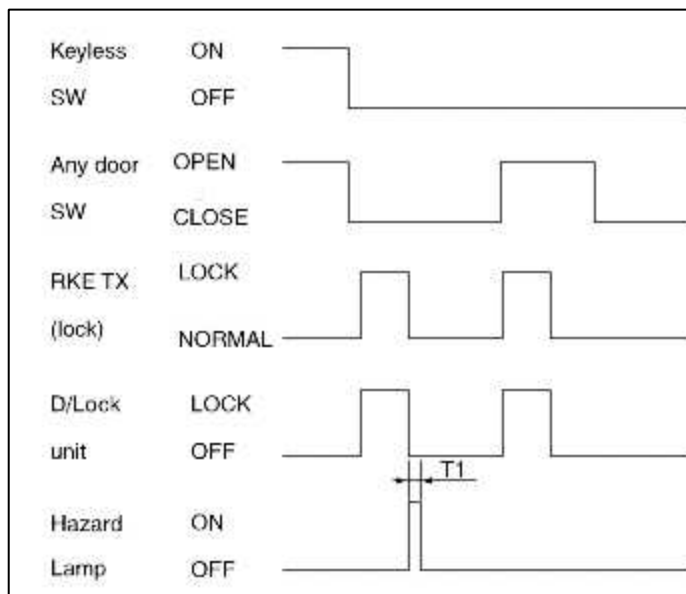 Keyless ON
SW OFF
Any door OPEN
SW CLOSE
RKE TX LOCK
(lock) NORMAL
D/Lock LOCK
unit OFF
T1
Hazard ON
Lamp OFF